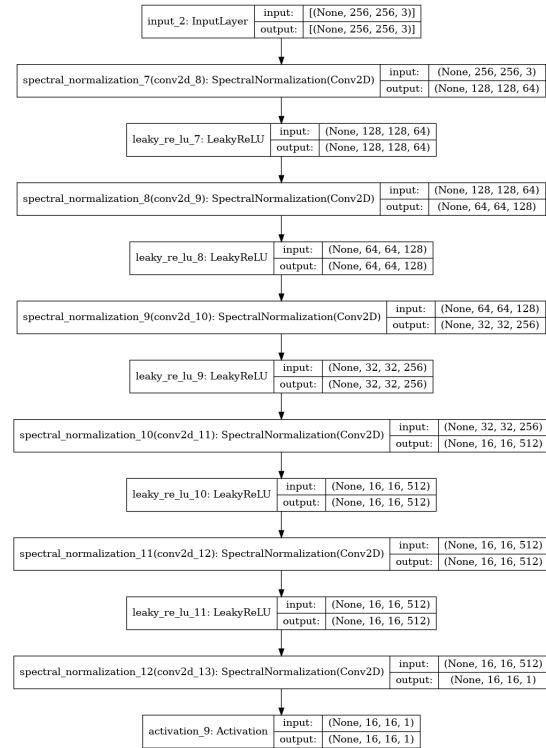 input_2: InputLayer
input: [(None, 256, 256, 3)]
output: [(None, 256, 256, 3)]
spectral_normalization_7(conv2d_8): SpectralNormalization(Conv2D)
input: (None, 256, 256, 3)
output: (None, 128, 128, 64)
leaky_re_lu_7: LeakyReLU
input: (None, 128, 128, 64)
output: (None, 128, 128, 64)
spectral_normalization_8(conv2d_9): SpectralNormalization(Conv2D)
input: (None, 128, 128, 64)
output: (None, 64, 64, 128)
leaky_re_lu_8: LeakyReLU
input: (None, 64, 64, 128)
output: (None, 64, 64, 128)
spectral_normalization_9(conv2d_10): SpectralNormalization(Conv2D)
input: (None, 64, 64, 128)
output: (None, 32, 32, 256)
leaky_re_lu_9: LeakyReLU
input: (None, 32, 32, 256)
output: (None, 32, 32, 256)
spectral_normalization_10(conv2d_11): SpectralNormalization(Conv2D)
input: (None, 32, 32, 256)
output: (None, 16, 16, 512)
leaky_re_lu_10: LeakyReLU
input: (None, 16, 16, 512)
output: (None, 16, 16, 512)
spectral_normalization_11(conv2d_12): SpectralNormalization(Conv2D)
input: (None, 16, 16, 512)
output: (None, 16, 16, 512)
leaky_re_lu_11: LeakyReLU
input: (None, 16, 16, 512)
output: (None, 16, 16, 512)
spectral_normalization_12(conv2d_13): SpectralNormalization(Conv2D)
input: (None, 16, 16, 512)
output: (None, 16, 16, 1)
activation_9: Activation
input: (None, 16, 16, 1)
output: (None, 16, 16, 1)